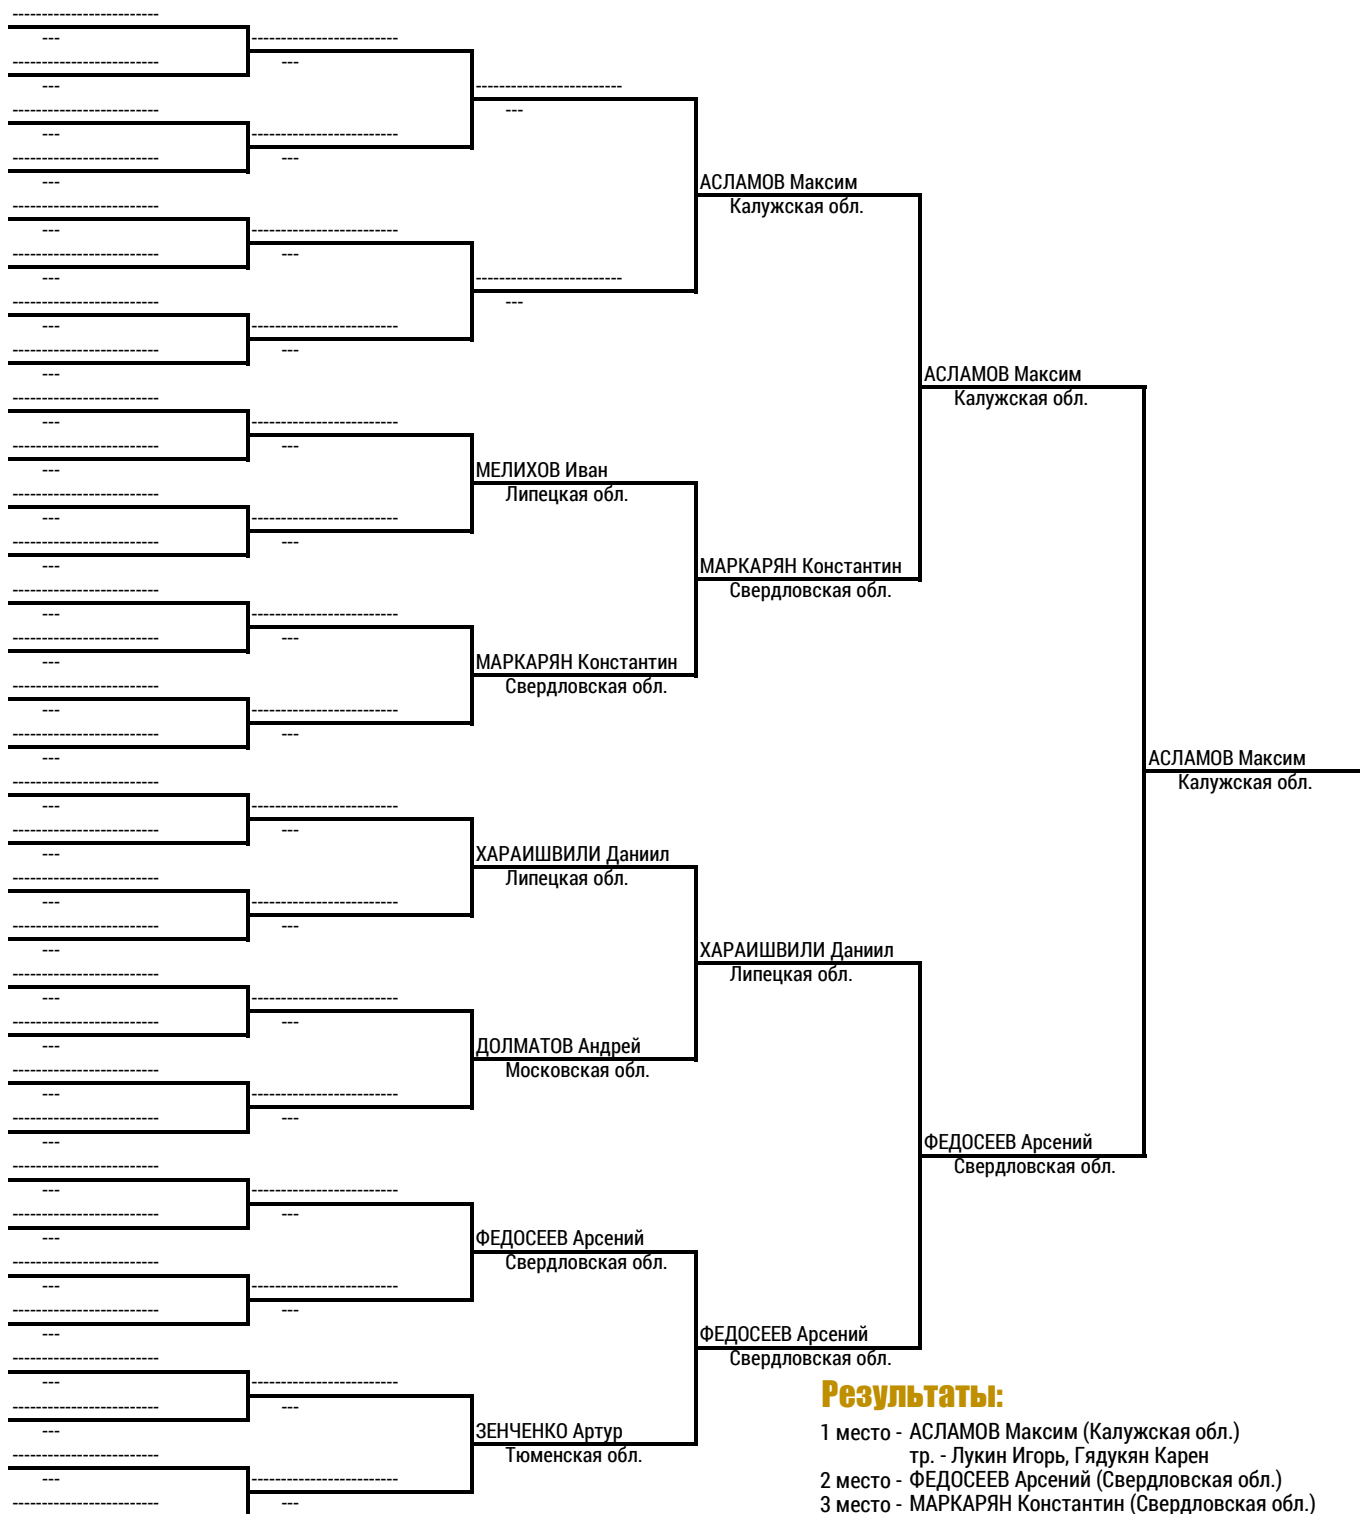 АСЛАМОВ Максим
Калужская обл.
АСЛАМОВ Максим
Калужская обл.
МЕЛИХОВ Иван
Липецкая обл.
МАРКАРЯН Константин
Свердловская обл.
МАРКАРЯН Константин
Свердловская обл.
АСЛАМОВ Максим
Калужская обл.
ХАРАИШВИЛИ Даниил
Липецкая обл.
ХАРАИШВИЛИ Даниил
Липецкая обл.
ДОЛМАТОВ Андрей
Московская обл.
ФЕДОСЕЕВ Арсений
Свердловская обл.
ФЕДОСЕЕВ Арсений
Свердловская обл.
ФЕДОСЕЕВ Арсений
Свердловская обл.
ЗЕНЧЕНКО Артур
Тюменская обл.
Результаты:
1 место - АСЛАМОВ Максим (Калужская обл.)
тр. - Лукин Игорь, Гядукян Карен
2 место - ФЕДОСЕЕВ Арсений (Свердловская обл.)
3 место - МАРКАРЯН Константин (Свердловская обл.)